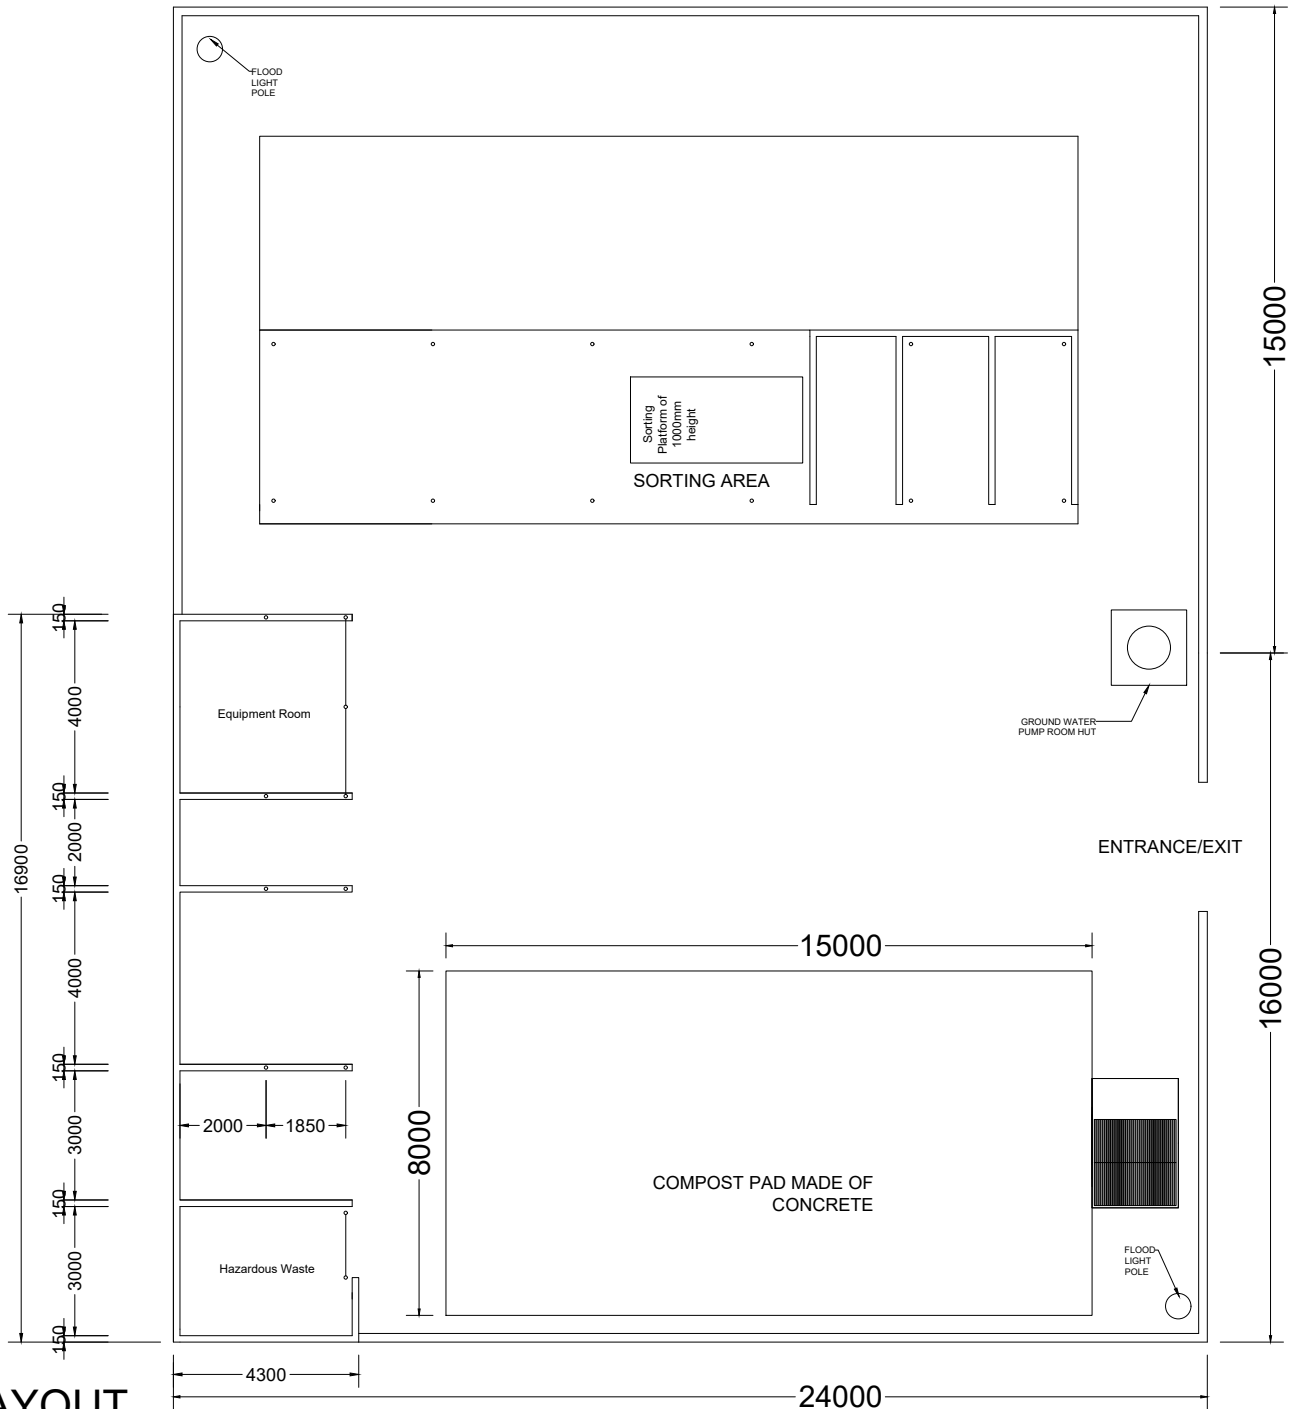 FLOOD
LIGHT
POLE
15000
Sorting
Platform of
1000mm
height
SORTING AREA
150
4000
Equipment Room
GROUND WATER
PUMP ROOM HUT
150
2000
16900
ENTRANCE/EXIT
150
15000
4000
16000
150
2000
1850
3000
8000
COMPOST PAD MADE OF
CONCRETE
150
3000
Hazardous Waste
FLOOD
LIGHT
POLE
150
4300
24000